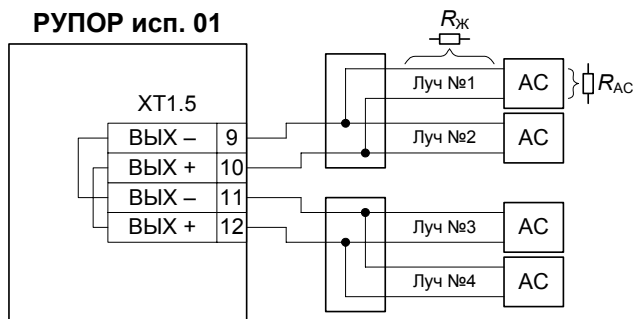 РУПОР исп. 01
Rж
XT1.5
ВЫХ – 9
ВЫХ + 10
ВЫХ – 11
ВЫХ + 12
Луч №1
АС
RАС
Луч №2
АС
Луч №3
АС
Луч №4
АС